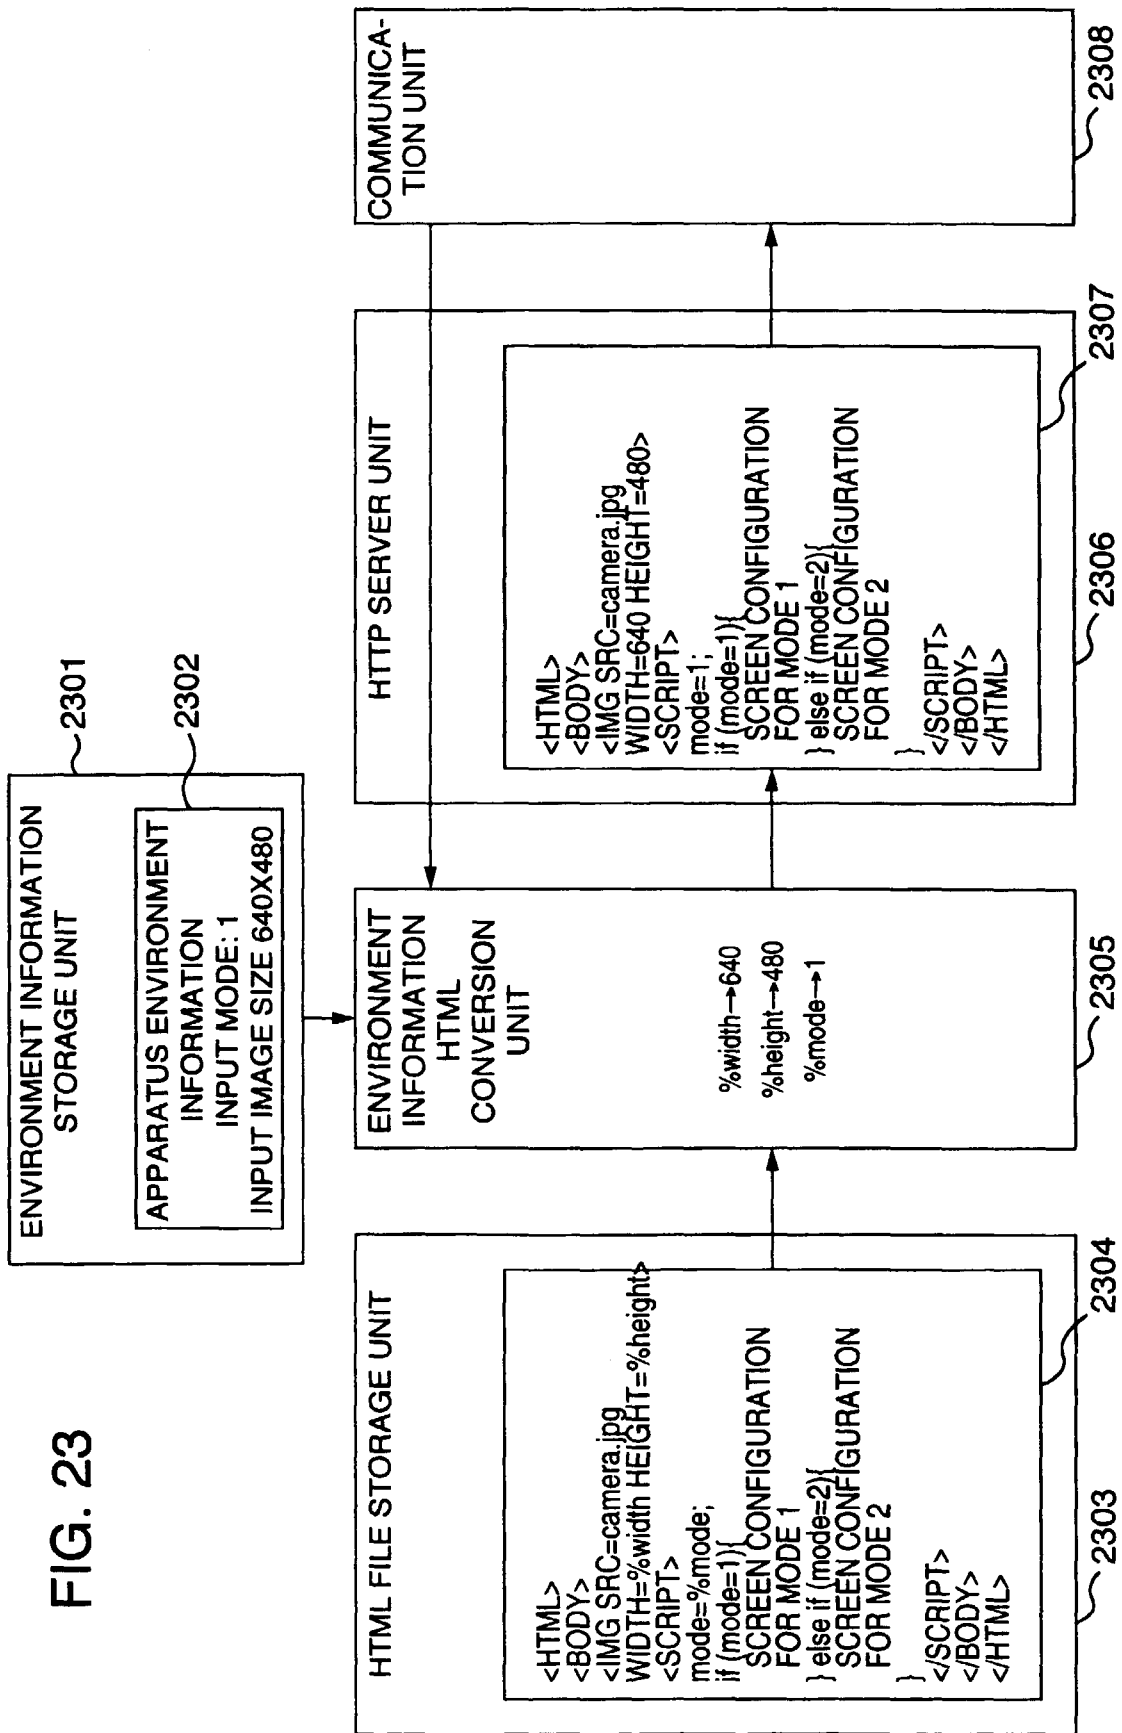 FIG. 23
ENVIRONMENT INFORMATION
STORAGE UNIT
2301
APPARATUS ENVIRONMENT
INFORMATION
INPUT MODE: 1
INPUT IMAGE SIZE 640X480
2302
HTML FILE STORAGE UNIT
<HTML>
<BODY>
<IMG SRC=camera.jpg
WIDTH=%width HEIGHT=%height>
<SCRIPT>
mode=%mode;
if (mode=1){
SCREEN CONFIGURATION
FOR MODE 1
} else if (mode=2){
SCREEN CONFIGURATION
FOR MODE 2
}
</SCRIPT>
</BODY>
</HTML>
2303
2304
ENVIRONMENT
INFORMATION
HTML
CONVERSION
UNIT
%width→640
%height→480
%mode→1
2305
HTTP SERVER UNIT
<HTML>
<BODY>
<IMG SRC=camera.jpg
WIDTH=640 HEIGHT=480>
<SCRIPT>
mode=1;
if (mode=1){
SCREEN CONFIGURATION
FOR MODE 1
} else if (mode=2){
SCREEN CONFIGURATION
FOR MODE 2
}
</SCRIPT>
</BODY>
</HTML>
2306
2307
COMMUNICA-
TION UNIT
2308